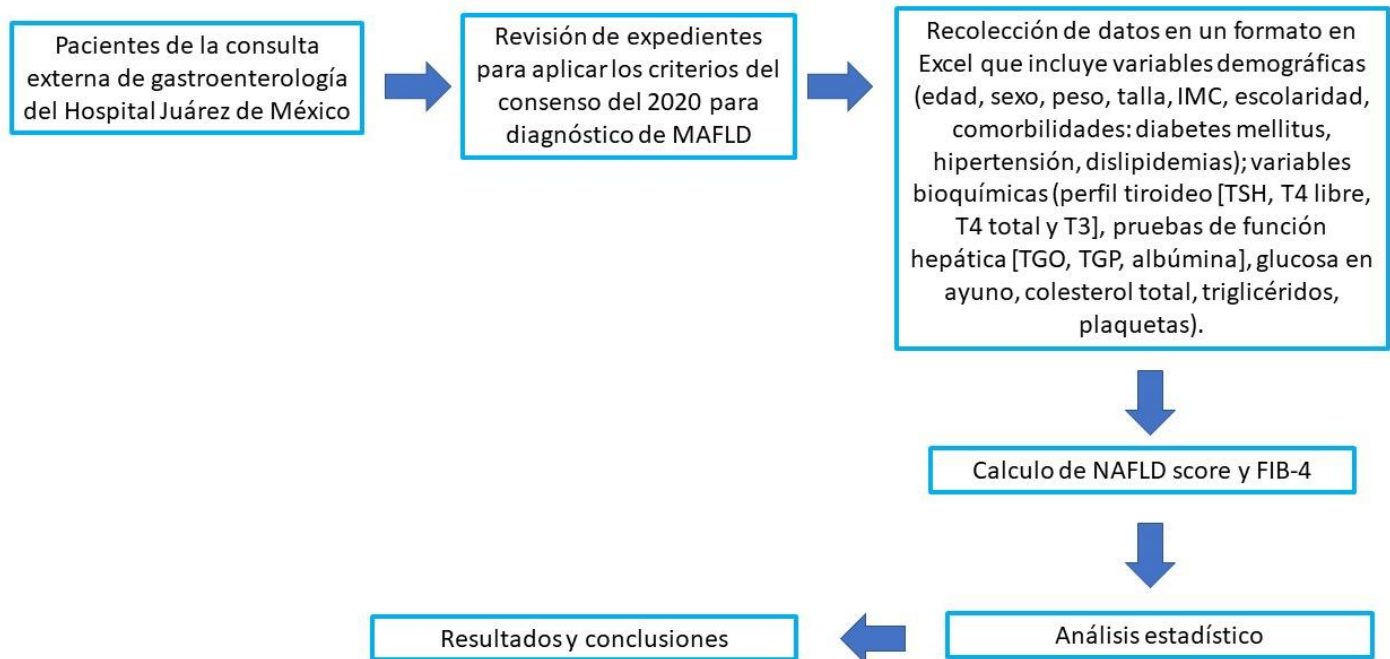 Pacientes de la consulta
externa de gastroenterología
del Hospital Juárez de México
Revisión de expedientes
para aplicar los criterios del
consenso del 2020 para
diagnóstico de MAFLD
Recolección de datos en un formato en
Excel que incluye variables demográficas
(edad, sexo, peso, talla, IMC, escolaridad,
comorbilidades: diabetes mellitus,
hipertensión, dislipidemias); variables
bioquímicas (perfil tiroideo [TSH, T4 libre,
T4 total y T3], pruebas de función
hepática [TGO, TGP, albúmina], glucosa en
ayuno, colesterol total, triglicéridos,
plaquetas).
Calculo de NAFLD score y FIB-4
Análisis estadístico
Resultados y conclusiones